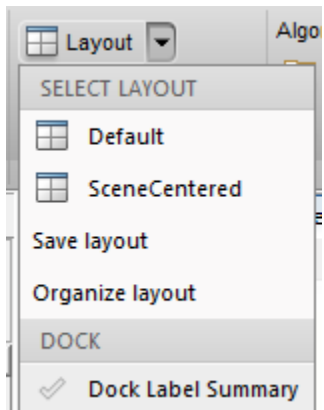 Layout
Algo
SELECT LAYOUT
Default
SceneCentered
Save layout
Organize layout
DOCK
Dock Label Summary